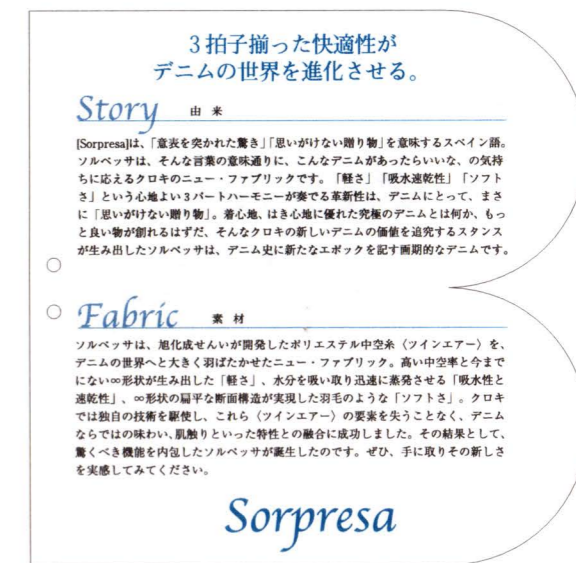 3拍子揃った快適性が
デニムの世界を進化させる。
Story 由来
[Sorpresa]は、「意表を突かれた驚き」「思いがけない贈り物」を意味するスペイン語。
ソルベッサは、そんな言葉の意味通りに、こんなデニムがあったらいいな、の気持
ちに応えるクロキのニュー・ファブリックです。「軽さ」「吸水速乾性」「ソフト
さ」という心地よい3パートハーモニーが奏でる革新性は、デニムにとって、まさ
に「思いがけない贈り物」。着心地、はき心地に優れた究極のデニムとは何か、もっ
と良い物が創れるはずだ、そんなクロキの新しいデニムの価値を追究するスタンス
が生み出したソルベッサは、デニム史に新たなエポックを記す画期的なデニムです。
Fabric 素材
ソルベッサは、旭化成せんいが開発したポリエステル中空糸〈ツインエアー〉を、
デニムの世界へと大きく羽ばたかせたニュー・ファブリック。高い中空率と今まで
にない∞形状が生み出した「軽さ」、水分を吸い取り迅速に蒸発させる「吸水性と
速乾性」、∞形状の扁平な断面構造が実現した羽毛のような「ソフトさ」。クロキ
では独自の技術を駆使し、これら〈ツインエアー〉の要素を失うことなく、デニム
ならではの味わい、肌触りといった特性との融合に成功しました。その結果として、
驚くべき機能を内包したソルベッサが誕生したのです。ぜひ、手に取りその新しさ
を実感してみてください。
Sorpresa